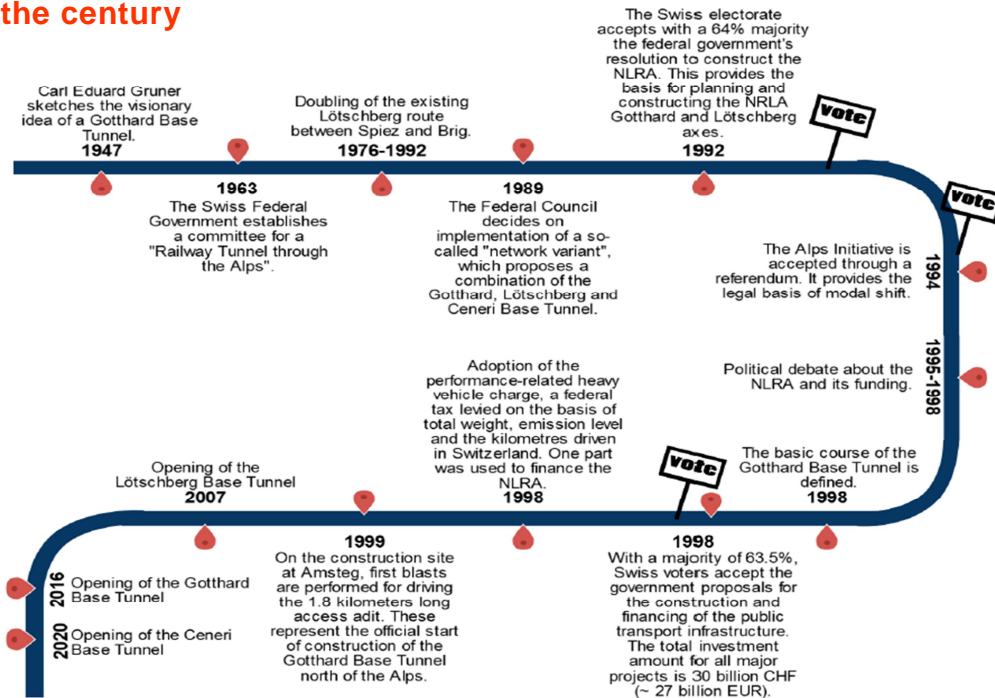 the century
Carl Eduard Gruner
sketches the visionary
idea of a Gotthard Base
Tunnel.
1947
1963
The Swiss Federal
Government establishes
a committee for a
"Railway Tunnel through
the Alps".
Doubling of the existing
Lötschberg route
between Spiez and Brig.
1976-1992
1989
The Federal Council
decides on
implementation of a so-
called "network variant",
which proposes a
combination of the
Gotthard, Lötschberg and
Ceneri Base Tunnel.
The Swiss electorate
accepts with a 64% majority
the federal government's
resolution to construct the
NLRA. This provides the
basis for planning and
constructing the NRLA
Gotthard and Lötschberg
axes.
1992
vote
vote
The Alps Initiative is
accepted through a
referendum. It provides the
legal basis of modal shift.
1994
Political debate about the
NLRA and its funding.
1995-1998
The basic course of the
Gotthard Base Tunnel is
defined.
1998
vote
1998
With a majority of 63.5%,
Swiss voters accept the
government proposals for
the construction and
financing of the public
transport infrastructure.
The total investment
amount for all major
projects is 30 billion CHF
(~ 27 billion EUR).
Adoption of the
performance-related heavy
vehicle charge, a federal
tax levied on the basis of
total weight, emission level
and the kilometres driven
in Switzerland. One part
was used to finance the
NLRA.
1998
1999
On the construction site
at Amsteg, first blasts
are performed for driving
the 1.8 kilometers long
access adit. These
represent the official start
of construction of the
Gotthard Base Tunnel
north of the Alps.
Opening of the
Lötschberg Base Tunnel
2007
2016
Opening of the Gotthard
Base Tunnel
2020
Opening of the Ceneri
Base Tunnel